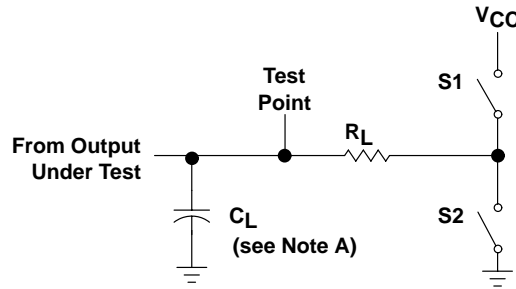 VCC
S1
Test
Point
RL
From Output
Under Test
CL
(see Note A)
S2